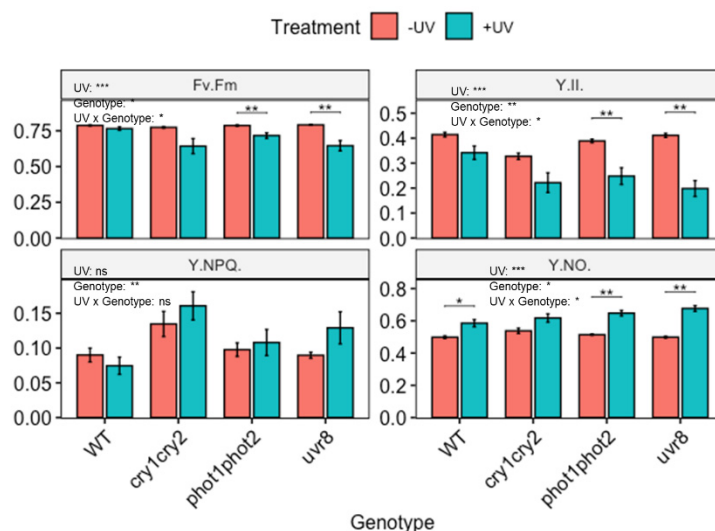 Treatment -UV +UV
Fv.Fm
UV: ***
Genotype: *
UV x Genotype: *
** **
0.75
0.50
0.25
0.00
Y.II.
UV: ***
Genotype: **
UV x Genotype: *
** **
0.5
0.4
0.3
0.2
0.1
0.0
Y.NPQ.
UV: ns
Genotype: **
UV x Genotype: ns
0.15
0.10
0.05
0.00
WT
cry1cry2
phot1phot2
uvr8
Y.NO.
UV: ***
Genotype: *
UV x Genotype: *
* ** **
0.8
0.6
0.4
0.2
0.0
WT
cry1cry2
phot1phot2
uvr8
Genotype